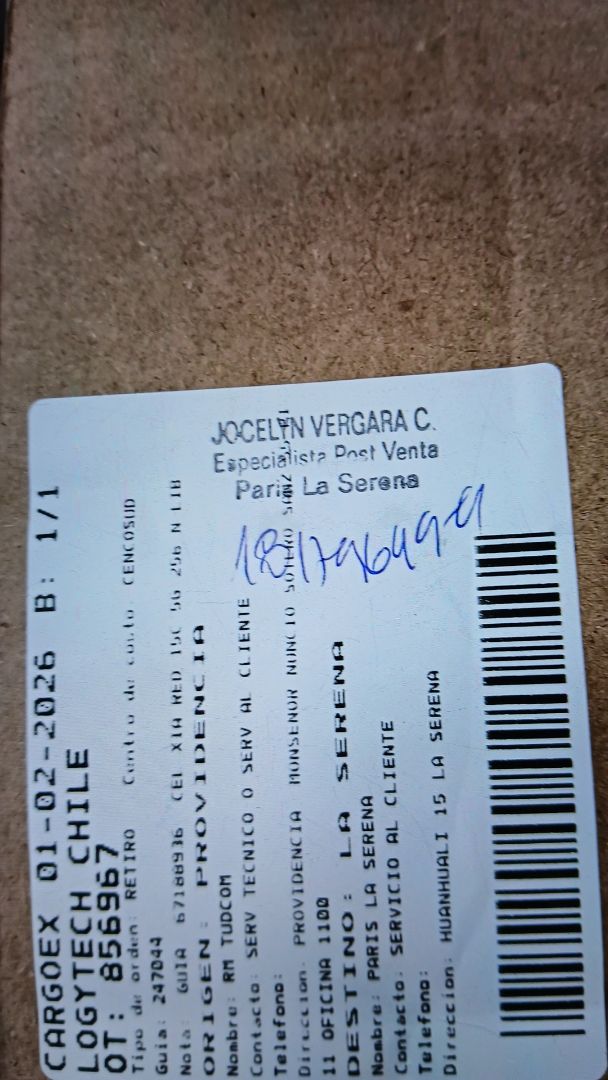 CARGOEX 01-02-2026 B: 1/1
LOGYTECH CHILE
OT: 856967
Tipo de orden: RETIRO Centro de costo: CENCOSUD
Guia: 247044
Nota: GUIA 67188936 CEL XIA RED 15C 5G 256 N LIB
ORIGEN: PROVIDENCIA
Nombre: RM TUDCOM
Contacto: SERV TECNICO O SERV AL CLIENTE
Telefono:
Direccion: PROVIDENCIA MONSEÑOR NUNCIO SOTERO SANZ
11 OFICINA 1100
DESTINO: LA SERENA
Nombre: PARIS LA SERENA
Contacto: SERVICIO AL CLIENTE
Telefono:
Direccion: HUANHUALI 15 LA SERENA
JOCELYN VERGARA C.
Especialista Post Venta
Paris La Serena